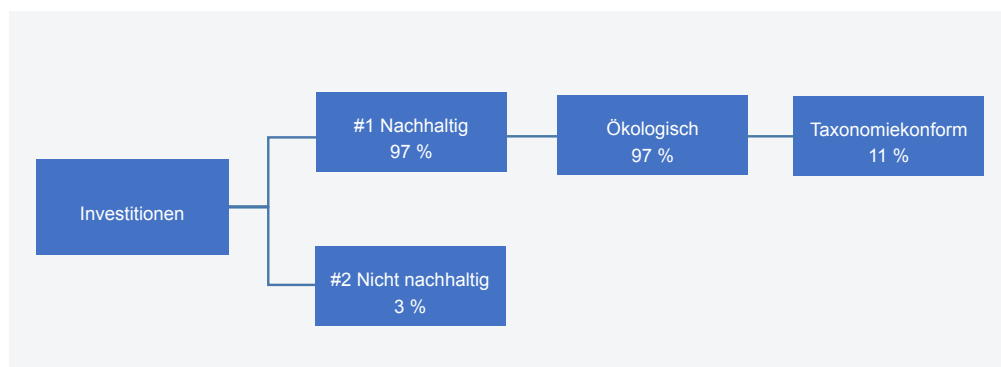 #1 Nachhaltig
97 %
Ökologisch
97 %
Taxonomiekonform
11 %
Investitionen
#2 Nicht nachhaltig
3 %